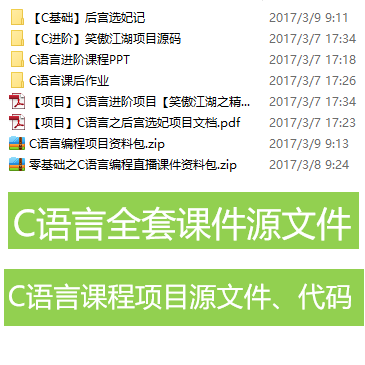 【C基础】后宫选妃记 2017/3/9 9:11
【C进阶】笑傲江湖项目源码 2017/3/7 17:34
C语言进阶课程PPT 2017/3/7 17:18
C语言课后作业 2017/3/7 17:26
【项目】C语言进阶项目【笑傲江湖之精... 2017/3/7 17:34
【项目】C语言之后宫选妃项目文档.pdf 2017/3/7 17:23
C语言编程项目资料包.zip 2017/3/9 9:13
零基础之C语言编程直播课件资料包.zip 2017/3/8 9:24
C语言全套课件源文件
C语言课程项目源文件、代码